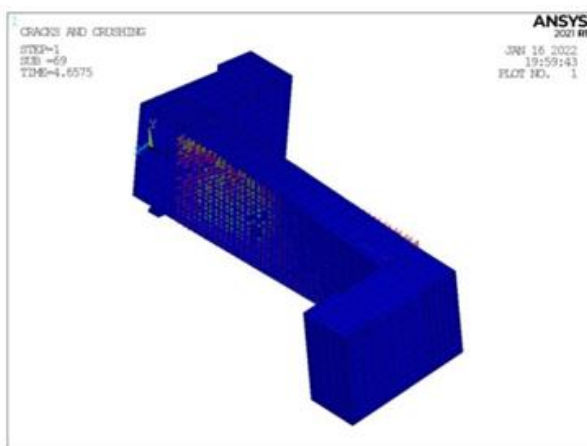 1
CRACKS AND CRUSHING
STEP=1
SUB =69
TIME=4.6575
ANSYS
2021 R1
JAN 16 2022
19:59:43
PLOT NO. 1
Y